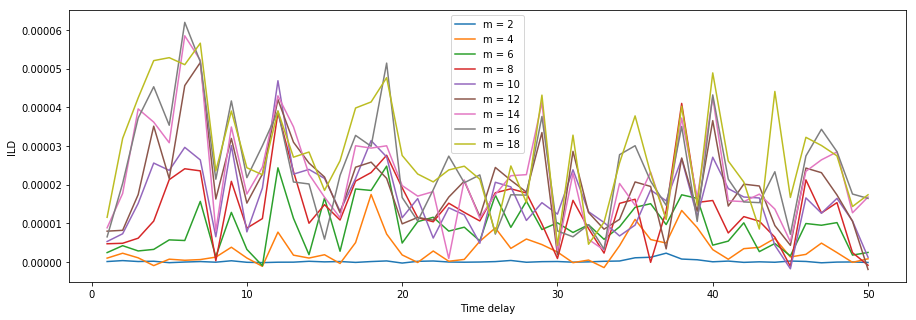 0.00006
0.00005
0.00004
0.00003
0.00002
0.00001
0.00000
ILD
m = 2
m = 4
m = 6
m = 8
m = 10
m = 12
m = 14
m = 16
m = 18
0 10 20 30 40 50
Time delay